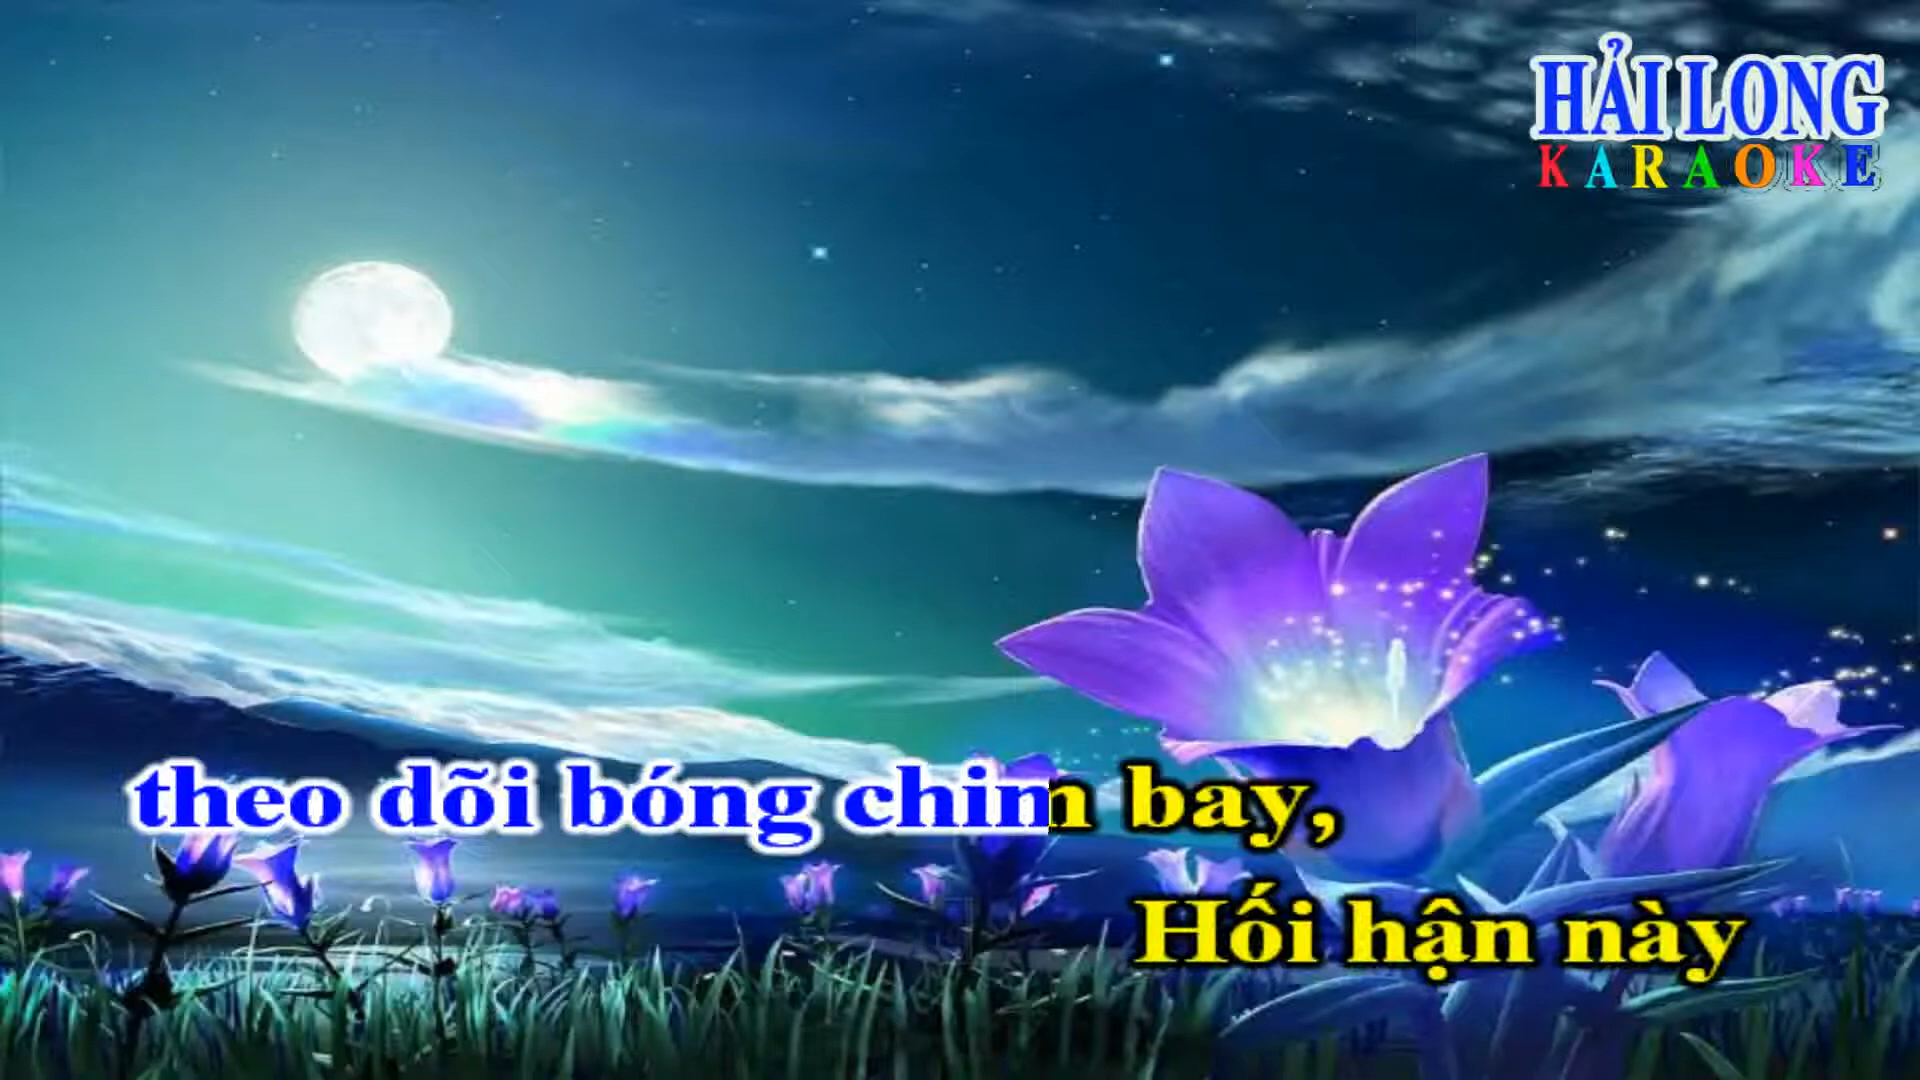 HẢI LONG
KARAOKE
theo dõi bóng chim bay,
Hối hận này